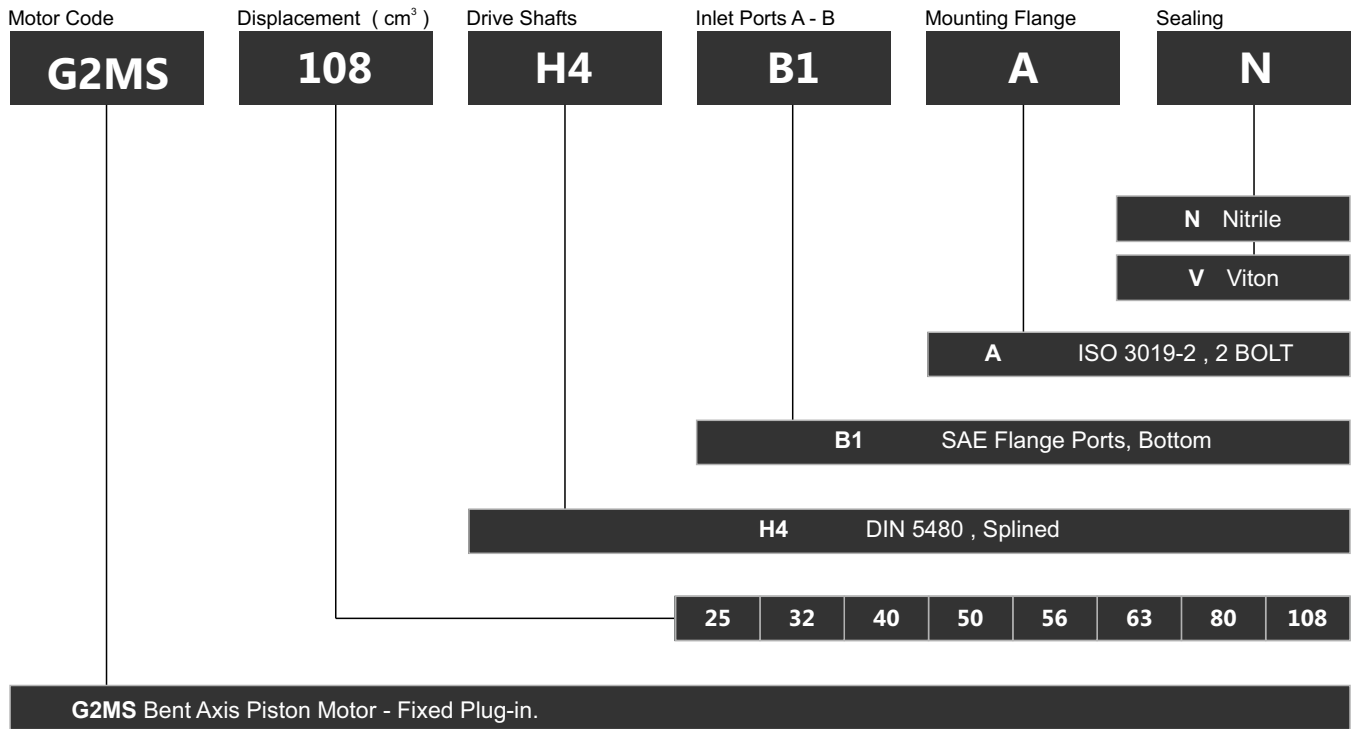 Motor Code Displacement ( cm³ ) Drive Shafts Inlet Ports A - B Mounting Flange Sealing
G2MS 108 H4 B1 A N
N Nitrile
V Viton
A ISO 3019-2 , 2 BOLT
B1 SAE Flange Ports, Bottom
H4 DIN 5480 , Splined
25 32 40 50 56 63 80 108
G2MS Bent Axis Piston Motor - Fixed Plug-in.